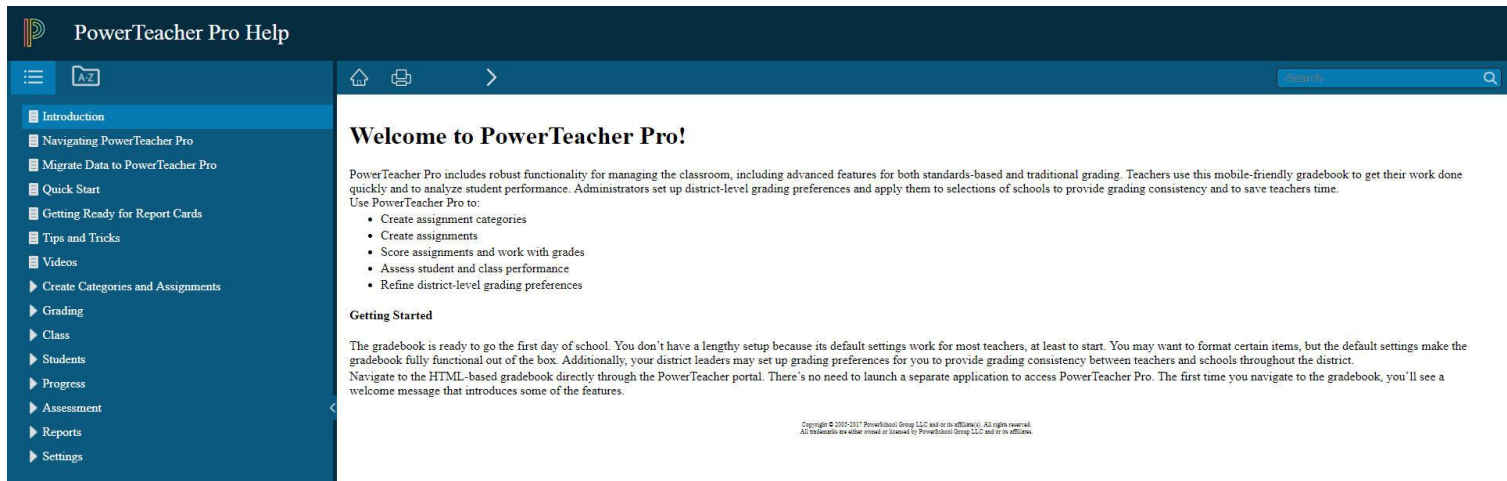 PowerTeacher Pro Help
A-Z
-Search-
Introduction
Navigating PowerTeacher Pro
Migrate Data to PowerTeacher Pro
Quick Start
Getting Ready for Report Cards
Tips and Tricks
Videos
Create Categories and Assignments
Grading
Class
Students
Progress
Assessment
Reports
Settings
Welcome to PowerTeacher Pro!
PowerTeacher Pro includes robust functionality for managing the classroom, including advanced features for both standards-based and traditional grading. Teachers use this mobile-friendly gradebook to get their work done
quickly and to analyze student performance. Administrators set up district-level grading preferences and apply them to selections of schools to provide grading consistency and to save teachers time.
Use PowerTeacher Pro to:
• Create assignment categories
• Create assignments
• Score assignments and work with grades
• Assess student and class performance
• Refine district-level grading preferences
Getting Started
The gradebook is ready to go the first day of school. You don't have a lengthy setup because its default settings work for most teachers, at least to start. You may want to format certain items, but the default settings make the
gradebook fully functional out of the box. Additionally, your district leaders may set up grading preferences for you to provide grading consistency between teachers and schools throughout the district.
Navigate to the HTML-based gradebook directly through the PowerTeacher portal. There's no need to launch a separate application to access PowerTeacher Pro. The first time you navigate to the gradebook, you'll see a
welcome message that introduces some of the features.
Copyright © 2005-2017 PowerSchool Group LLC and/or its affiliate(s). All rights reserved.
All trademarks are either owned or licensed by PowerSchool Group LLC and/or its affiliates.